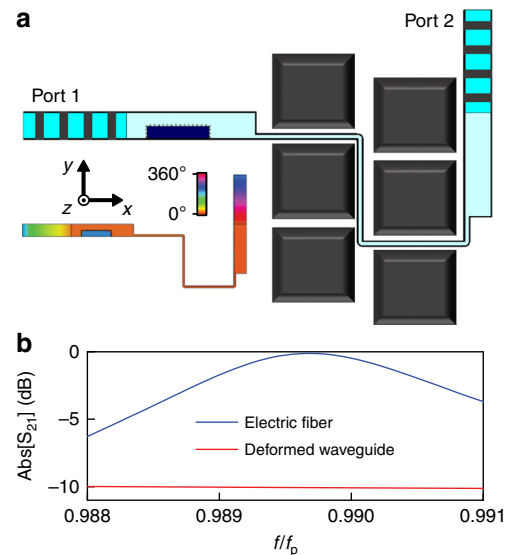 a
Port 2
Port 1
y
z
x
360°
0°
b
Abs[S21] (dB)
0
−5
−10
Electric fiber
Deformed waveguide
0.988
0.989
0.990
0.991
f/fp